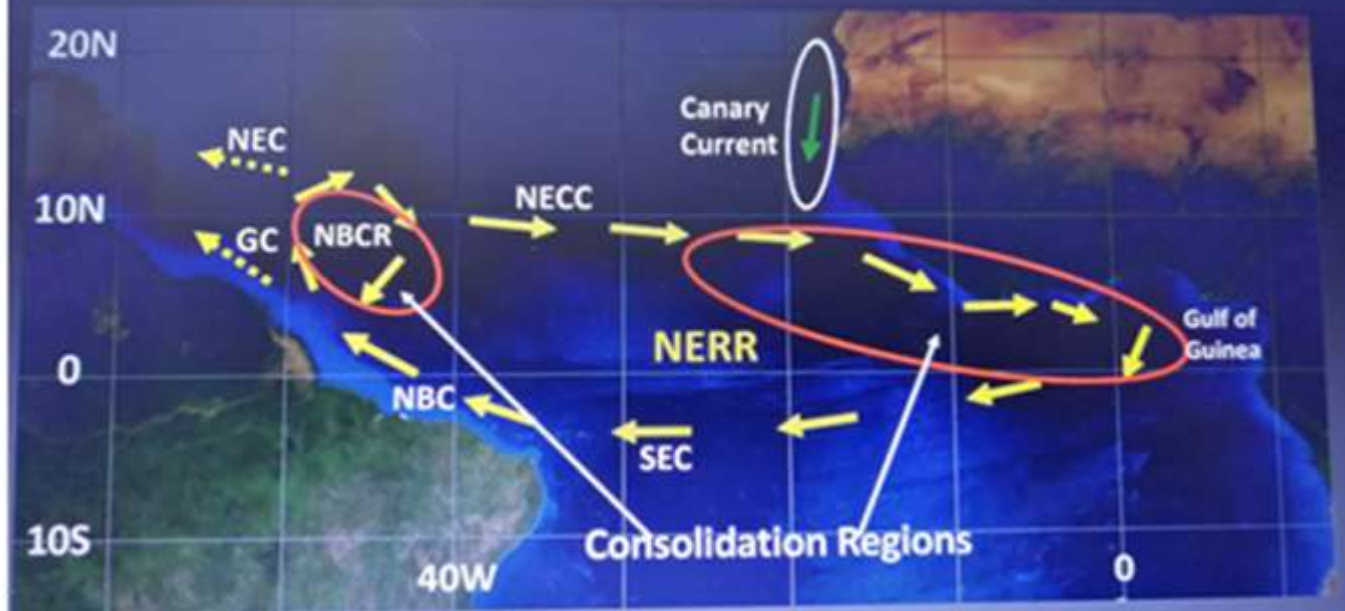 20N
Canary
Current
NEC
NECC
10N
GC
NBCR
Gulf of
Guinea
NERR
0
NBC
SEC
10S
Consolidation Regions
40W
0